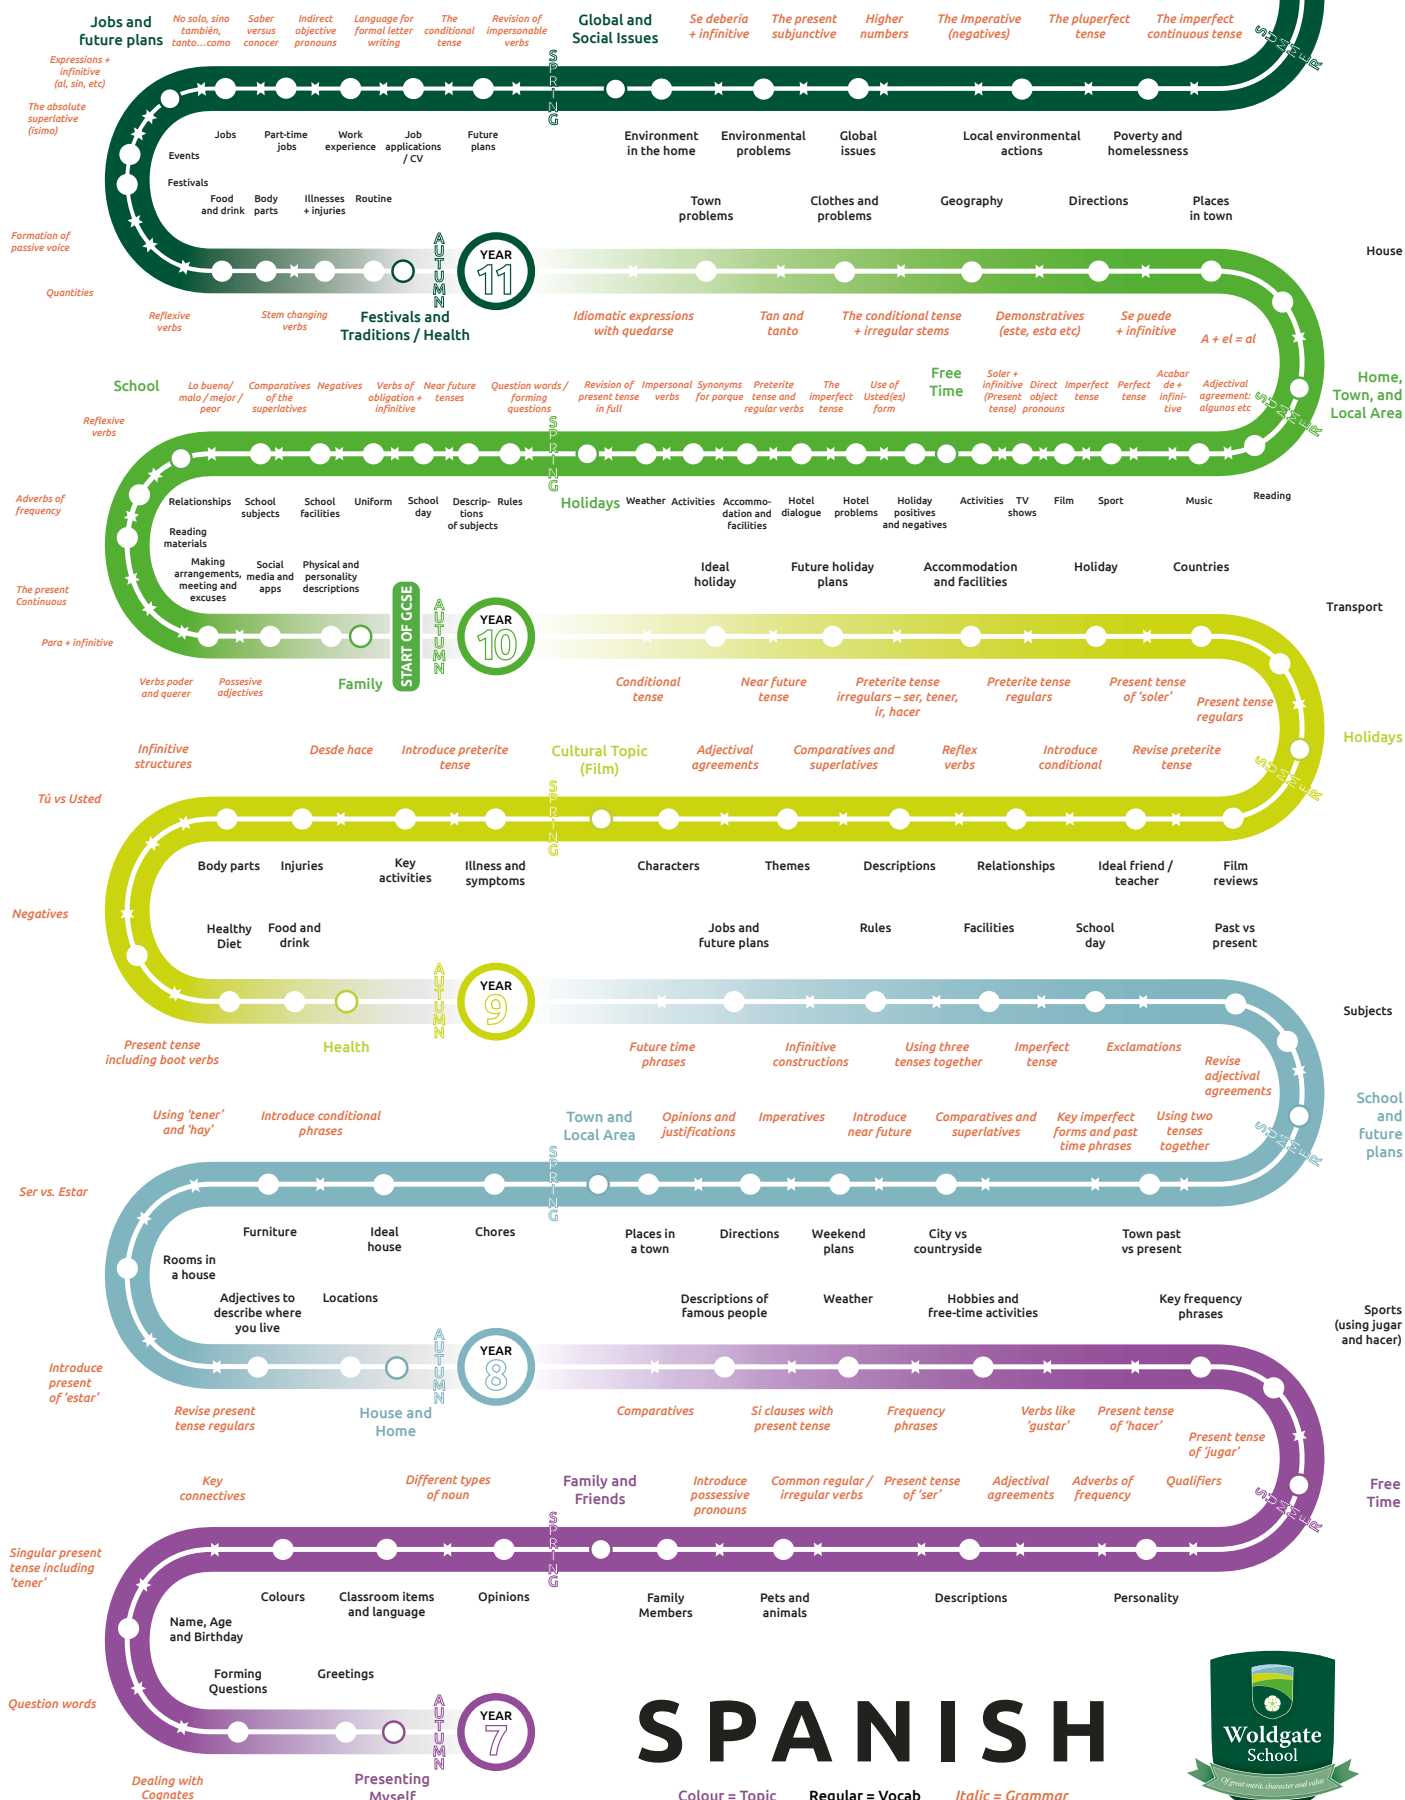 Jobs and
future plans
No solo, sino
también,
tanto...como
Saber
versus
conocer
Indirect
objective
pronouns
Language for
formal letter
writing
The
conditional
tense
Revision of
impersonable
verbs
Global and
Social Issues
Se debería
+ infinitive
The present
subjunctive
Higher
numbers
The Imperative
(negatives)
The pluperfect
tense
The imperfect
continuous tense
SUMMER
SPRING
Expressions +
infinitive
(al, sin, etc)
The absolute
superlative
(ísimo)
Jobs
Part-time
jobs
Work
experience
Job
applications
/ CV
Future
plans
Environment
in the home
Environmental
problems
Global
issues
Local environmental
actions
Poverty and
homelessness
Events
Festivals
Food
and drink
Body
parts
Illnesses
+ injuries
Routine
Town
problems
Clothes and
problems
Geography
Directions
Places
in town
House
Formation of
passive voice
Quantities
AUTUMN
YEAR
11
Reflexive
verbs
Stem changing
verbs
Festivals and
Traditions / Health
Idiomatic expressions
with quedarse
Tan and
tanto
The conditional tense
+ irregular stems
Demonstratives
(este, esta etc)
Se puede
+ infinitive
A + el = al
Home,
Town, and
Local Area
SUMMER
School
Lo bueno/
malo / mejor /
peor
Comparatives
of the
superlatives
Negatives
Verbs of
obligation +
infinitive
Near future
tenses
Question words /
forming
questions
Revision of
present tense
in full
Impersonal
verbs
Synonyms
for porque
Preterite
tense and
regular verbs
The
imperfect
tense
Use of
Usted(es)
form
Free
Time
Soler +
infinitive
(Present
tense)
Direct
object
pronouns
Imperfect
tense
Perfect
tense
Acabar
de +
infini-
tive
Adjectival
agreement:
algunos etc
Reflexive
verbs
SPRING
Adverbs of
frequency
Relationships
School
subjects
School
facilities
Uniform
School
day
Descrip-
tions
of subjects
Rules
Holidays
Weather
Activities
Accommo-
dation and
facilities
Hotel
dialogue
Hotel
problems
Holiday
positives
and negatives
Activities
TV
shows
Film
Sport
Music
Reading
Reading
materials
Making
arrangements,
meeting and
excuses
Social
media and
apps
Physical and
personality
descriptions
Ideal
holiday
Future holiday
plans
Accommodation
and facilities
Holiday
Countries
Transport
The present
Continuous
Para + infinitive
START OF GCSE
AUTUMN
YEAR
10
Verbs poder
and querer
Possesive
adjectives
Family
Conditional
tense
Near future
tense
Preterite tense
irregulars – ser, tener,
ir, hacer
Preterite tense
regulars
Present tense
of ‘soler’
Present tense
regulars
Holidays
SUMMER
Infinitive
structures
Desde hace
Introduce preterite
tense
Cultural Topic
(Film)
Adjectival
agreements
Comparatives and
superlatives
Reflex
verbs
Introduce
conditional
Revise preterite
tense
Tú vs Usted
SPRING
Body parts
Injuries
Key
activities
Illness and
symptoms
Characters
Themes
Descriptions
Relationships
Ideal friend /
teacher
Film
reviews
Negatives
Healthy
Diet
Food and
drink
Jobs and
future plans
Rules
Facilities
School
day
Past vs
present
Subjects
AUTUMN
YEAR
9
Present tense
including boot verbs
Health
Future time
phrases
Infinitive
constructions
Using three
tenses together
Imperfect
tense
Exclamations
Revise
adjectival
agreements
School
and
future
plans
SUMMER
Using ‘tener’
and ‘hay’
Introduce conditional
phrases
Town and
Local Area
Opinions and
justifications
Imperatives
Introduce
near future
Comparatives and
superlatives
Key imperfect
forms and past
time phrases
Using two
tenses
together
Ser vs. Estar
SPRING
Furniture
Ideal
house
Chores
Places in
a town
Directions
Weekend
plans
City vs
countryside
Town past
vs present
Rooms in
a house
Adjectives to
describe where
you live
Locations
Descriptions of
famous people
Weather
Hobbies and
free-time activities
Key frequency
phrases
Sports
(using jugar
and hacer)
Introduce
present
of ‘estar’
AUTUMN
YEAR
8
Revise present
tense regulars
House and
Home
Comparatives
Si clauses with
present tense
Frequency
phrases
Verbs like
‘gustar’
Present tense
of ‘hacer’
Present tense
of ‘jugar’
Free
Time
SUMMER
Key
connectives
Different types
of noun
Family and
Friends
Introduce
possessive
pronouns
Common regular /
irregular verbs
Present tense
of ‘ser’
Adjectival
agreements
Adverbs of
frequency
Qualifiers
Singular present
tense including
‘tener’
SPRING
Colours
Classroom items
and language
Opinions
Family
Members
Pets and
animals
Descriptions
Personality
Name, Age
and Birthday
Forming
Questions
Greetings
Question words
AUTUMN
YEAR
7
Dealing with
Cognates
Presenting
Myself
SPANISH
Colour = Topic
Regular = Vocab
Italic = Grammar
Woldgate
School
Of great merit, character and value